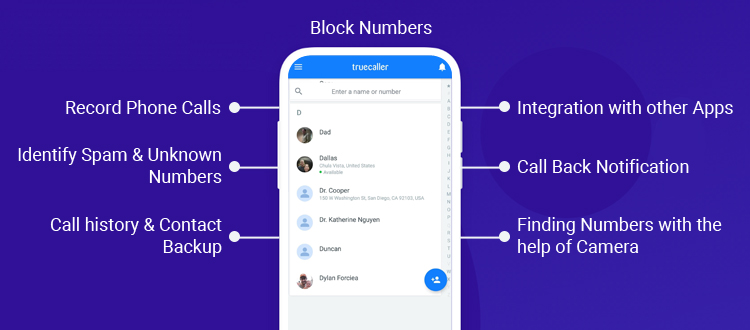 Block Numbers
Record Phone Calls
Identify Spam & Unknown
Numbers
Call history & Contact
Backup
truecaller
Enter a name or number
D
Dad
Dallas
Chula Vista, United States
Available
Dr. Cooper
150 W Washington St, San Diego, CA 92103, USA
Dr. Katherine Nguyen
Duncan
Dylan Forciea
Integration with other Apps
Call Back Notification
Finding Numbers with the
help of Camera